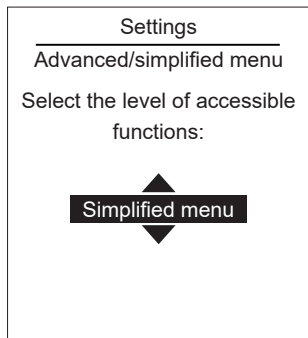 Settings
Advanced/simplified menu
Select the level of accessible
functions:
Simplified menu